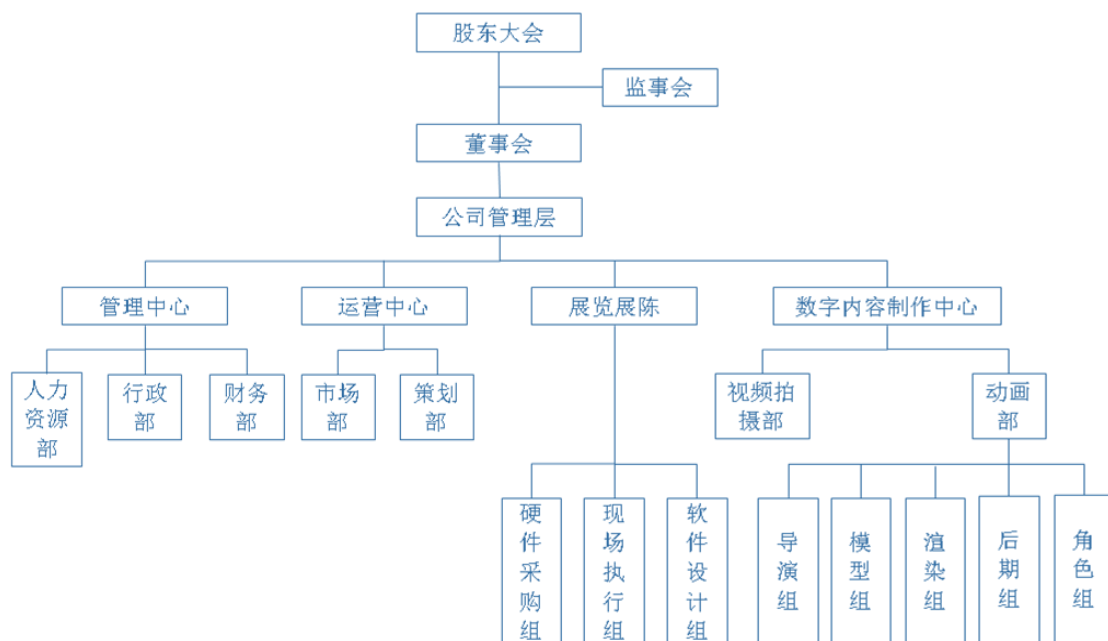 股东大会
监事会
董事会
公司管理层
管理中心
运营中心
展览展陈
数字内容制作中心
人力
资源
部
行政
部
财务
部
市场
部
策划
部
视频拍
摄部
动画
部
硬件采购组
现场执行组
软件设计组
导演组
模型组
渲染组
后期组
角色组